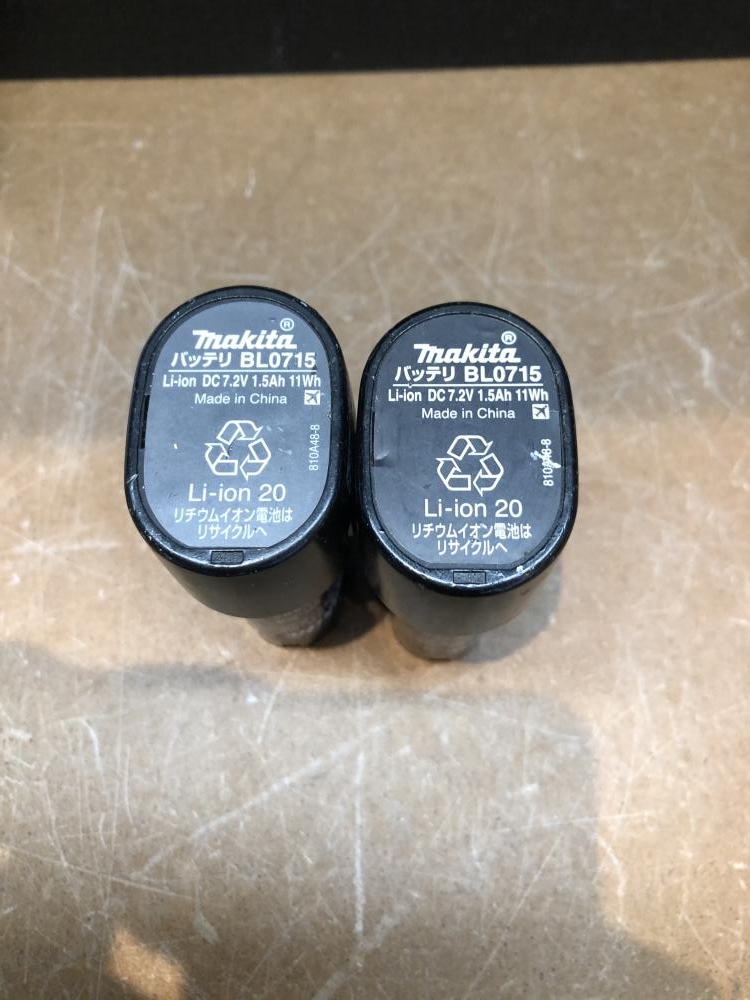 makita®
バッテリ BL0715
Li-ion DC 7.2V 1.5Ah 11Wh
Made in China
810A48-8
Li-ion 20
リチウムイオン電池は
リサイクルへ
makita®
バッテリ BL0715
Li-ion DC 7.2V 1.5Ah 11Wh
Made in China
810A48-8
Li-ion 20
リチウムイオン電池は
リサイクルへ